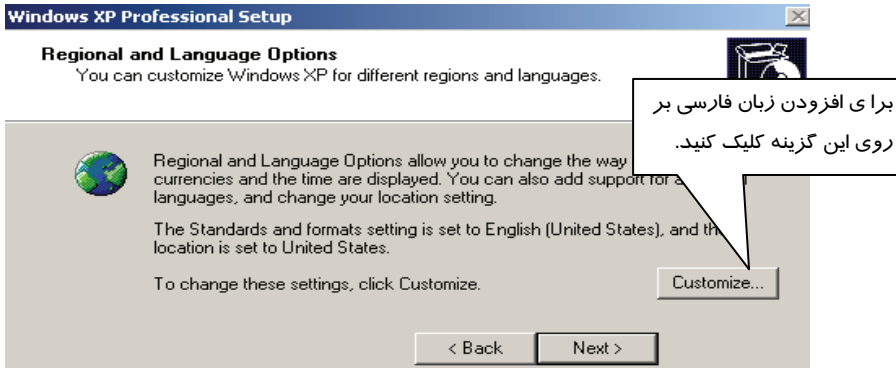 Windows XP Professional Setup
Regional and Language Options
You can customize Windows XP for different regions and languages.
برا ی افزودن زبان فارسی بر
روی این گزینه کلیک کنید.
Regional and Language Options allow you to change the way
currencies and the time are displayed. You can also add support for
languages, and change your location setting.
The Standards and formats setting is set to English (United States), and
location is set to United States.
To change these settings, click Customize.
Customize...
< Back
Next >